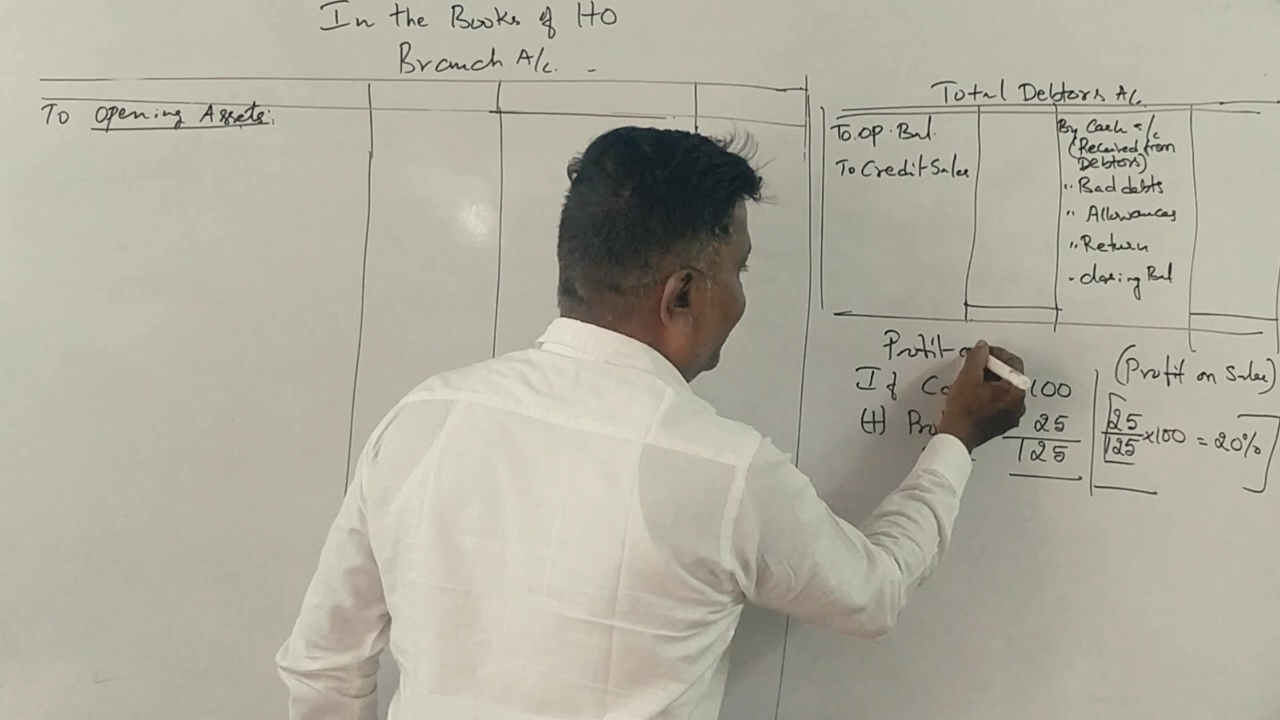 In the Books of HO
Branch A/c.
To Opening Assets:
Total Debtors A/c
To. Op. Bal.
To Credit Sales
By Cash a/c
(Received from
Debtors)
" Bad debts
" Allowances
" Return
" closing Bal
Profit
If 100
(+) 25
125
(Profit on Sales)
25
125 ×100 = 20%